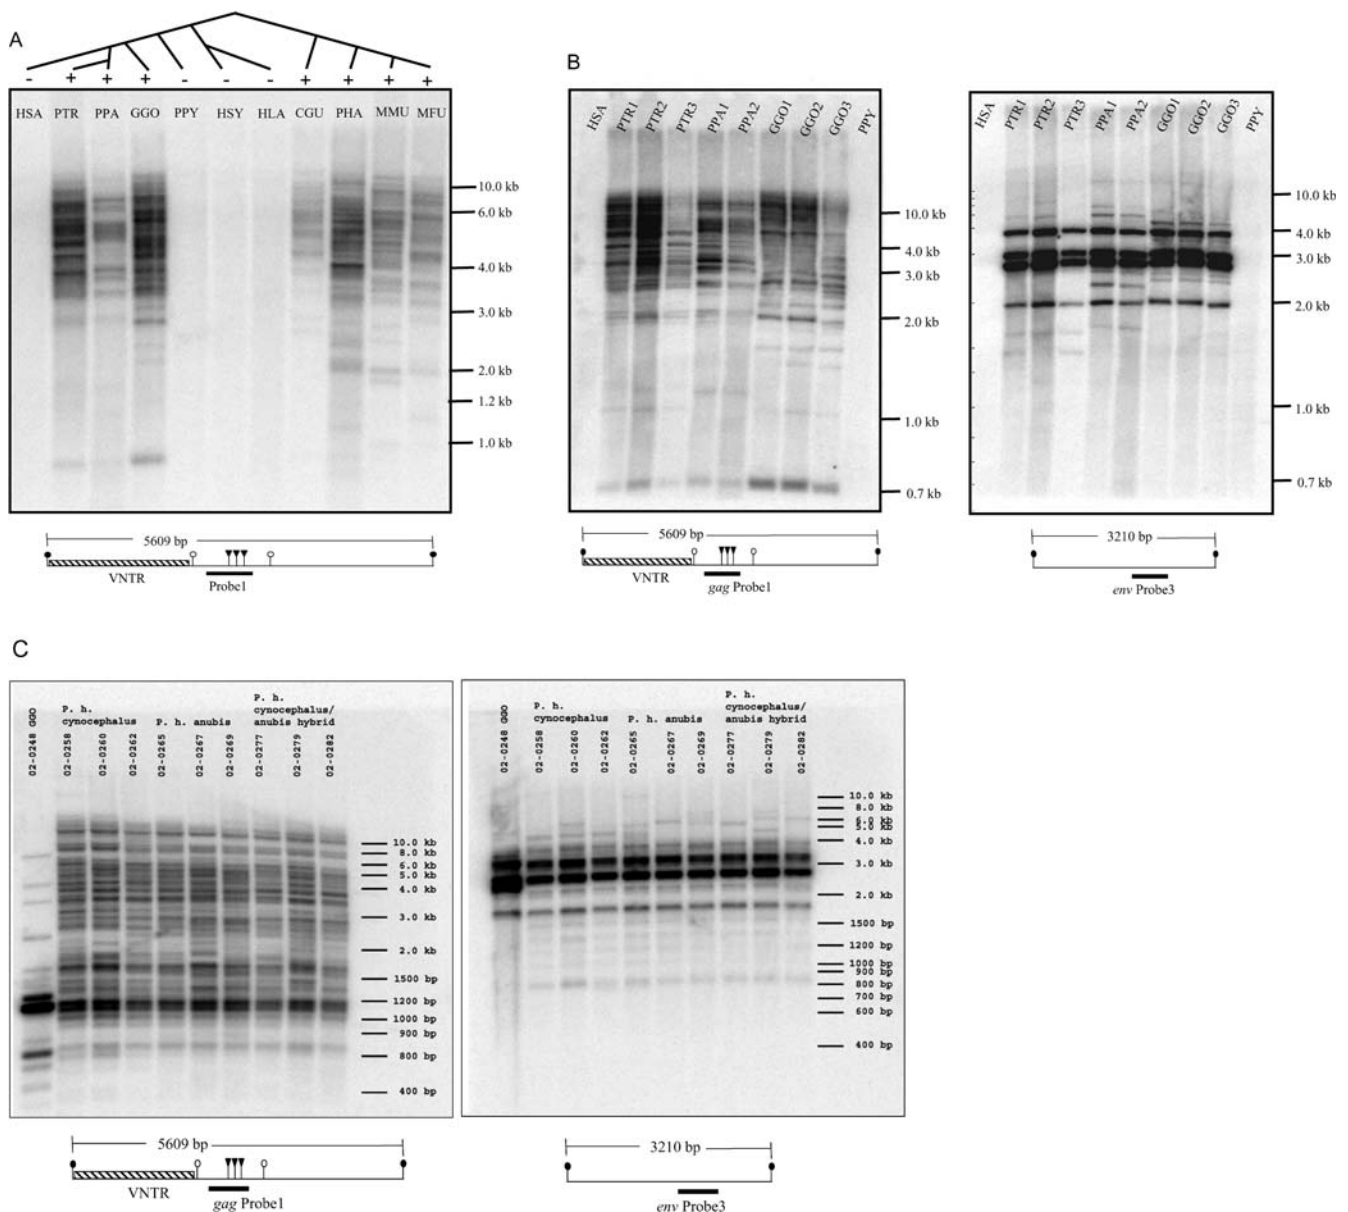 A
- + + + - - - + + + +
HSA PTR PPA GGO PPY HSY HLA CGU PHA MMU MFU
10.0 kb
6.0 kb
4.0 kb
3.0 kb
2.0 kb
1.2 kb
1.0 kb
5609 bp
VNTR
Probe1
B
HSA PTR1 PTR2 PTR3 PPA1 PPA2 GGO1 GGO2 GGO3 PPY
10.0 kb
4.0 kb
3.0 kb
2.0 kb
1.0 kb
0.7 kb
5609 bp
VNTR
gag Probe1
HSA PTR1 PTR2 PTR3 PPA1 PPA2 GGO1 GGO2 GGO3 PPY
10.0 kb
4.0 kb
3.0 kb
2.0 kb
1.0 kb
0.7 kb
3210 bp
env Probe3
C
P. h.
cynocephalus
P. h. anubis
P. h.
cynocephalus/
anubis hybrid
02-0248 GGO
02-0258
02-0260
02-0262
02-0265
02-0267
02-0269
02-0277
02-0279
02-0282
10.0 kb
8.0 kb
6.0 kb
5.0 kb
4.0 kb
3.0 kb
2.0 kb
1500 bp
1200 bp
1000 bp
900 bp
800 bp
400 bp
5609 bp
VNTR
gag Probe1
P. h.
cynocephalus
P. h. anubis
P. h.
cynocephalus/
anubis hybrid
02-0248 GGO
02-0258
02-0260
02-0262
02-0265
02-0267
02-0269
02-0277
02-0279
02-0282
10.0 kb
8.0 kb
6.0 kb
5.0 kb
4.0 kb
3.0 kb
2.0 kb
1500 bp
1200 bp
1000 bp
900 bp
800 bp
700 bp
600 bp
400 bp
3210 bp
env Probe3